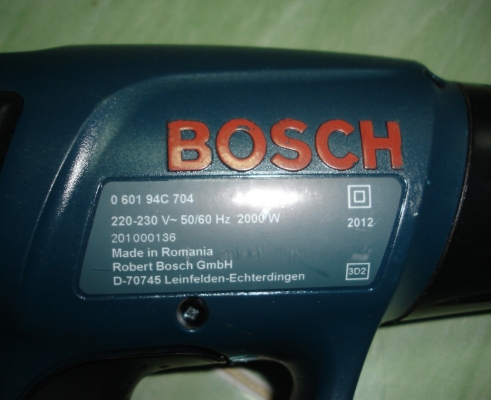 BOSCH
0 601 94C 704
220-230 V~ 50/60 Hz 2000 W
2012
201000136
Made in Romania
Robert Bosch GmbH
3D2
D-70745 Leinfelden-Echterdingen